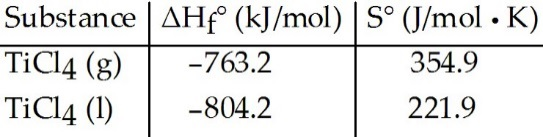 Substance ΔHf° (kJ/mol) S° (J/mol • K)
TiCl4 (g) –763.2 354.9
TiCl4 (l) –804.2 221.9